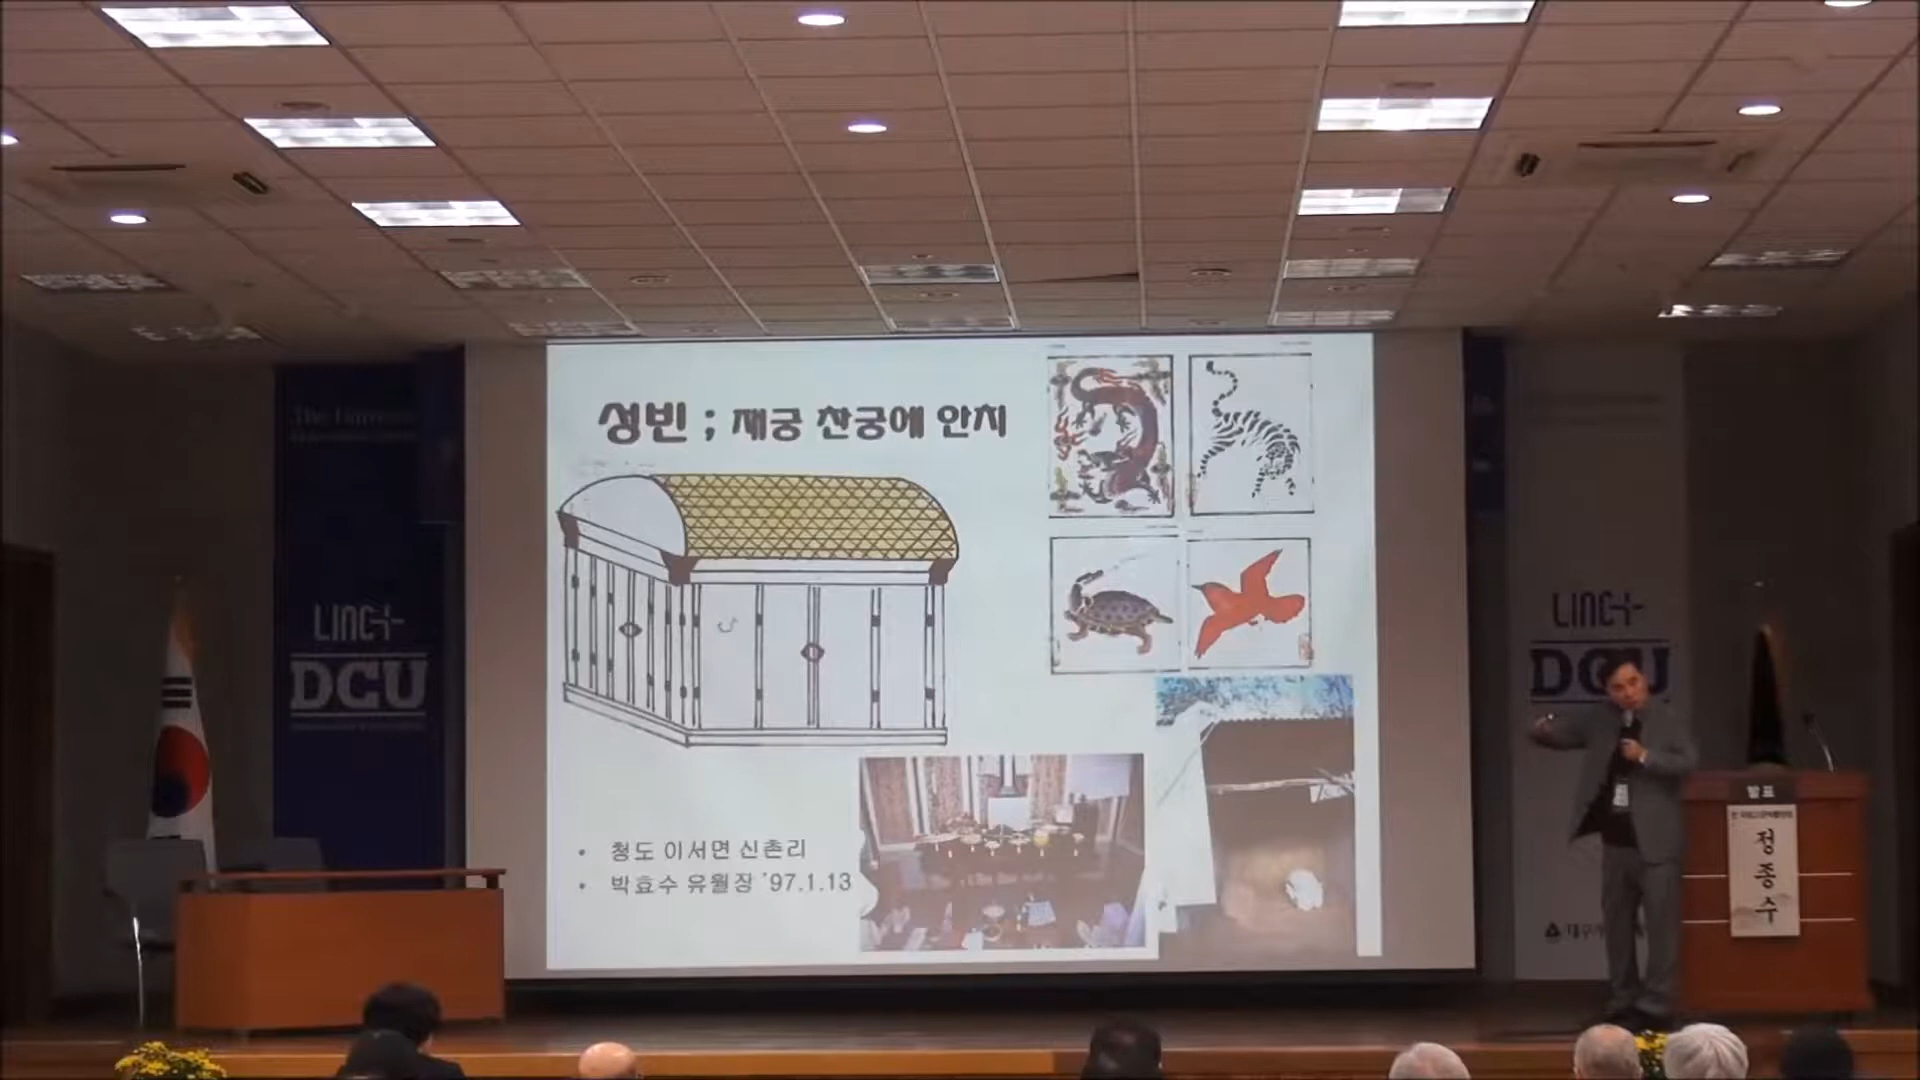 성빈 ; 재궁 찬궁에 안치
• 청도 이서면 신촌리
• 박효수 유월장 '97.1.13
LINC+
DCU
LINC+
DCU
발표
정종수